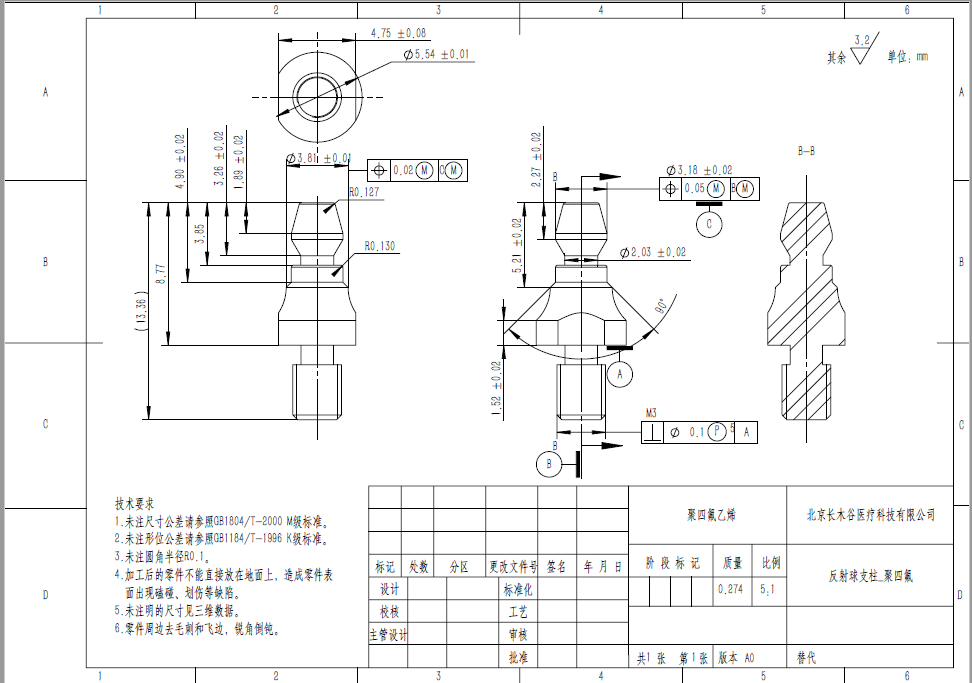 1 2 3 4 5 6
A
B
C
D
A
B
C
D
4.75 ±0.08
Ø5.54 ±0.01
其余 3.2
单位: mm
4.90 ±0.02
3.26 ±0.02
1.89 ±0.02
Ø3.81 ±0.01
0.02 M C M
R0.127
R0.130
3.85
8.77
(13.36)
2.27 ±0.02
B
Ø3.18 ±0.02
0.05 M B M
C
5.21 ±0.02
Ø2.03 ±0.02
90°
1.52 ±0.02
A
M3
⊥ Ø 0.1 P 5 A
B
B
B-B
技术要求
1.未注尺寸公差请参照GB1804/T-2000 M级标准。
2.未注形位公差请参照GB1184/T-1996 K级标准。
3.未注圆角半径R0.1。
4.加工后的零件不能直接放在地面上, 造成零件表
面出现磕碰、划伤等缺陷。
5.未注明的尺寸见三维数据。
6.零件周边去毛刺和飞边, 锐角倒钝。
标记 处数 分区 更改文件号 签名 年 月 日
设计 标准化
校核 工艺
主管设计 审核
批准
聚四氟乙烯
北京长木谷医疗科技有限公司
阶 段 标 记 质量 比例
0.274 5:1
反射球支柱_聚四氟
共1 张 第1张 版本 A0 替代
1 2 3 4 5 6